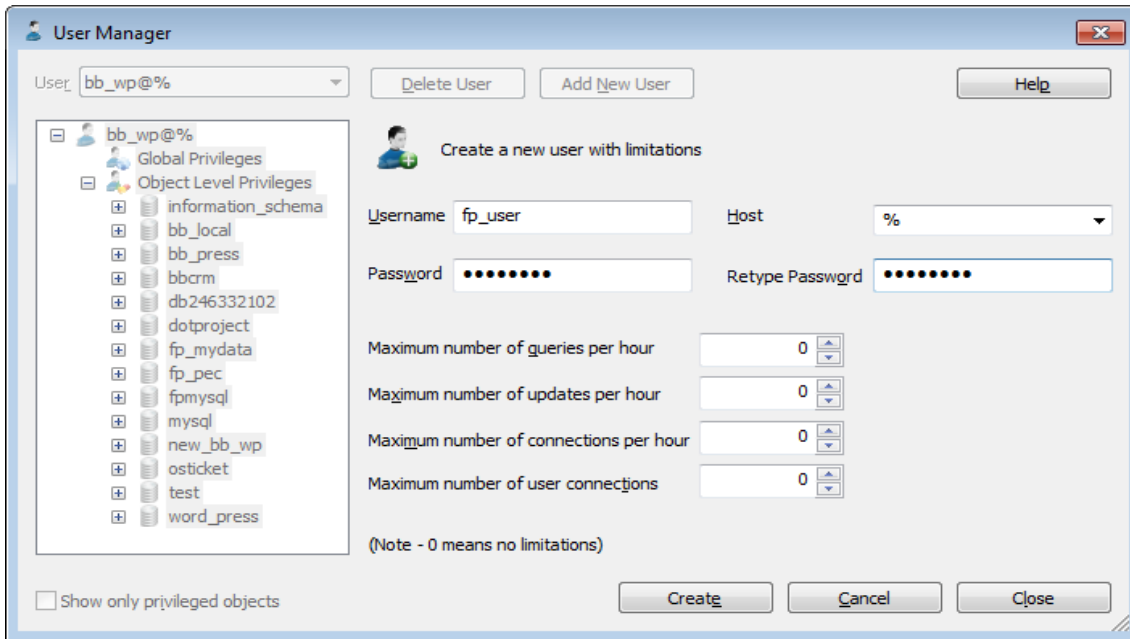 User Manager
User bb_wp@% Delete User Add New User Help
bb_wp@%
Global Privileges
Object Level Privileges
information_schema
bb_local
bb_press
bbcrm
db246332102
dotproject
fp_mydata
fp_pec
fpmysql
mysql
new_bb_wp
osticket
test
word_press
Create a new user with limitations
Username fp_user Host %
Password ●●●●●●●● Retype Password ●●●●●●●●
Maximum number of queries per hour 0
Maximum number of updates per hour 0
Maximum number of connections per hour 0
Maximum number of user connections 0
(Note - 0 means no limitations)
Show only privileged objects Create Cancel Close